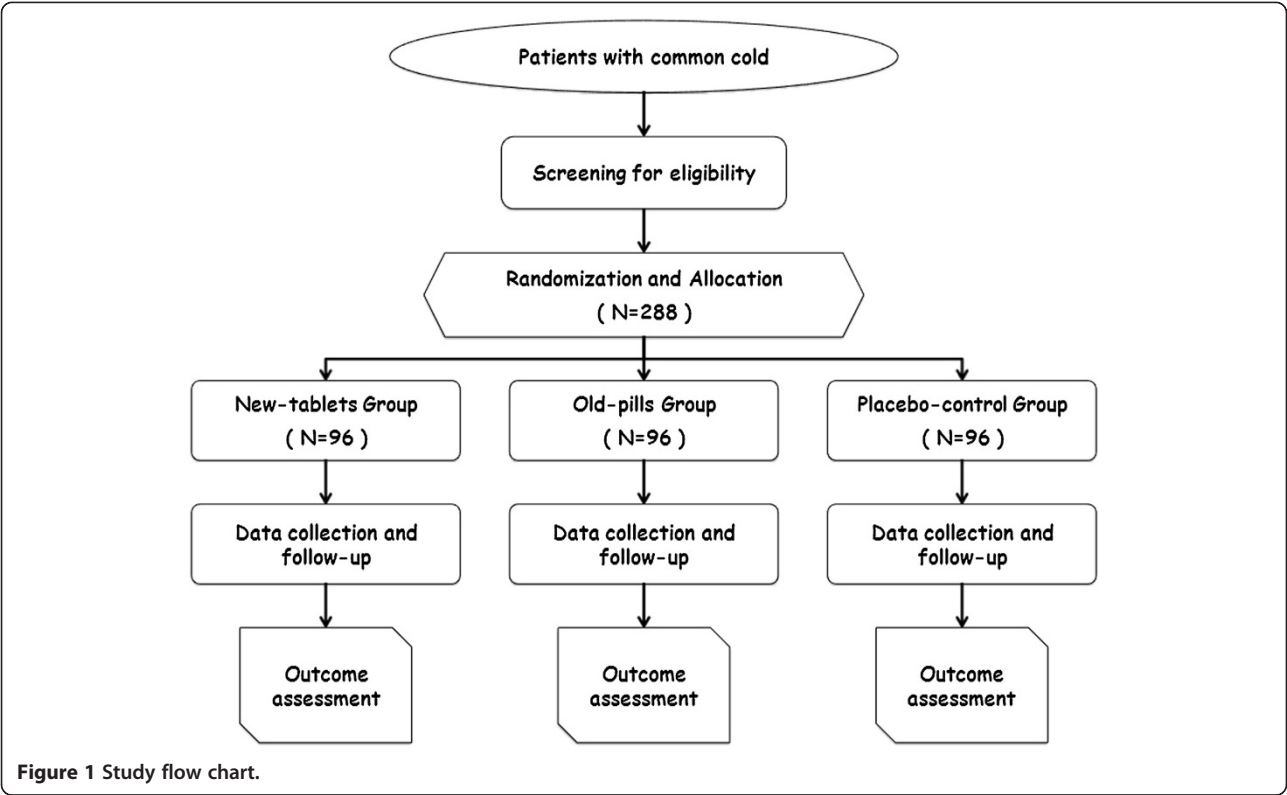 Patients with common cold
Screening for eligibility
Randomization and Allocation
( N=288 )
New-tablets Group
( N=96 )
Old-pills Group
( N=96 )
Placebo-control Group
( N=96 )
Data collection and
follow-up
Data collection and
follow-up
Data collection and
follow-up
Outcome
assessment
Outcome
assessment
Outcome
assessment
Figure 1 Study flow chart.